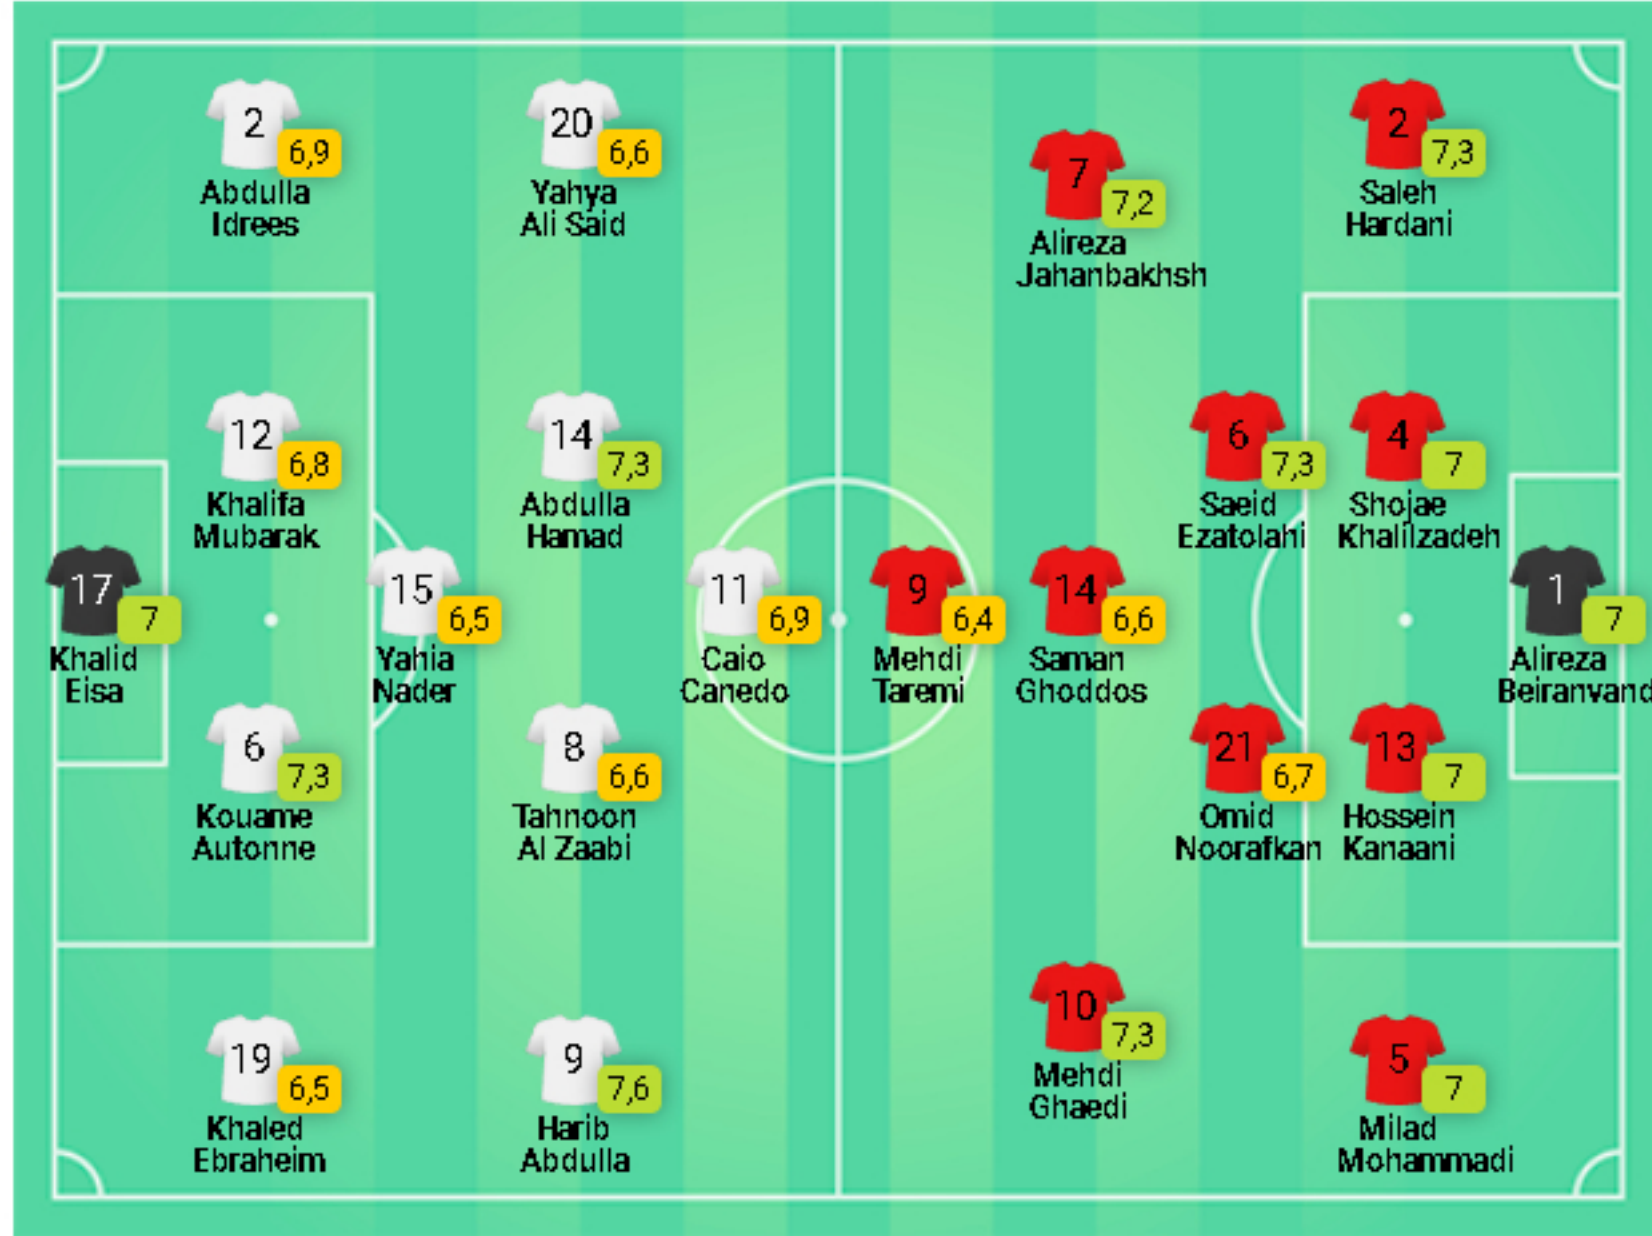 2
6,9
Abdulla
Idrees
20
6,6
Yahya
Ali Said
7
7,2
Alireza
Jahanbakhsh
2
7,3
Saleh
Hardani
12
6,8
Khalifa
Mubarak
14
7,3
Abdulla
Hamad
6
7,3
Saeid
Ezatolahi
4
7
Shojae
Khalilzadeh
17
7
Khalid
Eisa
15
6,5
Yahia
Nader
11
6,9
Caio
Canedo
9
6,4
Mehdi
Taremi
14
6,6
Saman
Ghoddos
1
7
Alireza
Beiranvand
6
7,3
Kouame
Autonne
8
6,6
Tahnoon
Al Zaabi
21
6,7
Omid
Noorafkan
13
7
Hossein
Kanaani
19
6,5
Khaled
Ebraheim
9
7,6
Harib
Abdulla
10
7,3
Mehdi
Ghaedi
5
7
Milad
Mohammadi